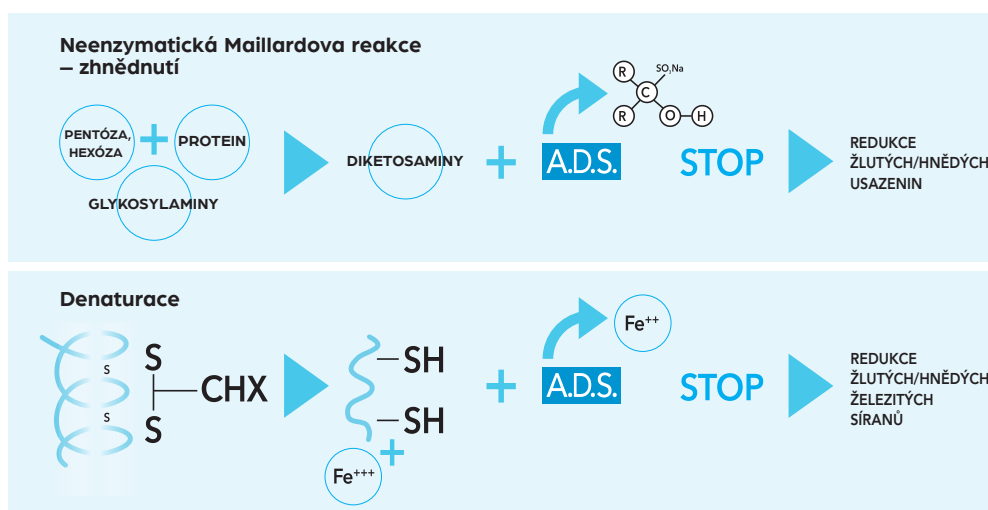 Neenzymatická Maillardova reakce
– zhnědnutí
PENTÓZA,
HEXÓZA
+
PROTEIN
GLYKOSYLAMINY
DIKETOSAMINY
+
A.D.S.
R
C
SO₃Na
R
O
H
STOP
REDUKCE
ŽLUTÝCH/HNĚDÝCH
USAZENIN
Denaturace
S
S
S
S
CHX
SH
SH
+
Fe+++
+
A.D.S.
Fe++
STOP
REDUKCE
ŽLUTÝCH/HNĚDÝCH
ŽELEZITÝCH
SÍRANŮ